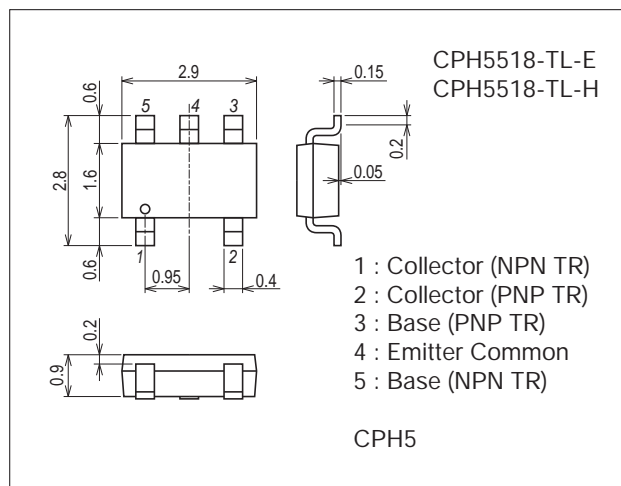 CPH5518-TL-E
CPH5518-TL-H
2.9
0.15
0.6
5
4
3
0.2
2.8
1.6
0.05
0.6
1
2
0.95
0.4
1 : Collector (NPN TR)
2 : Collector (PNP TR)
3 : Base (PNP TR)
4 : Emitter Common
5 : Base (NPN TR)
0.2
0.9
CPH5